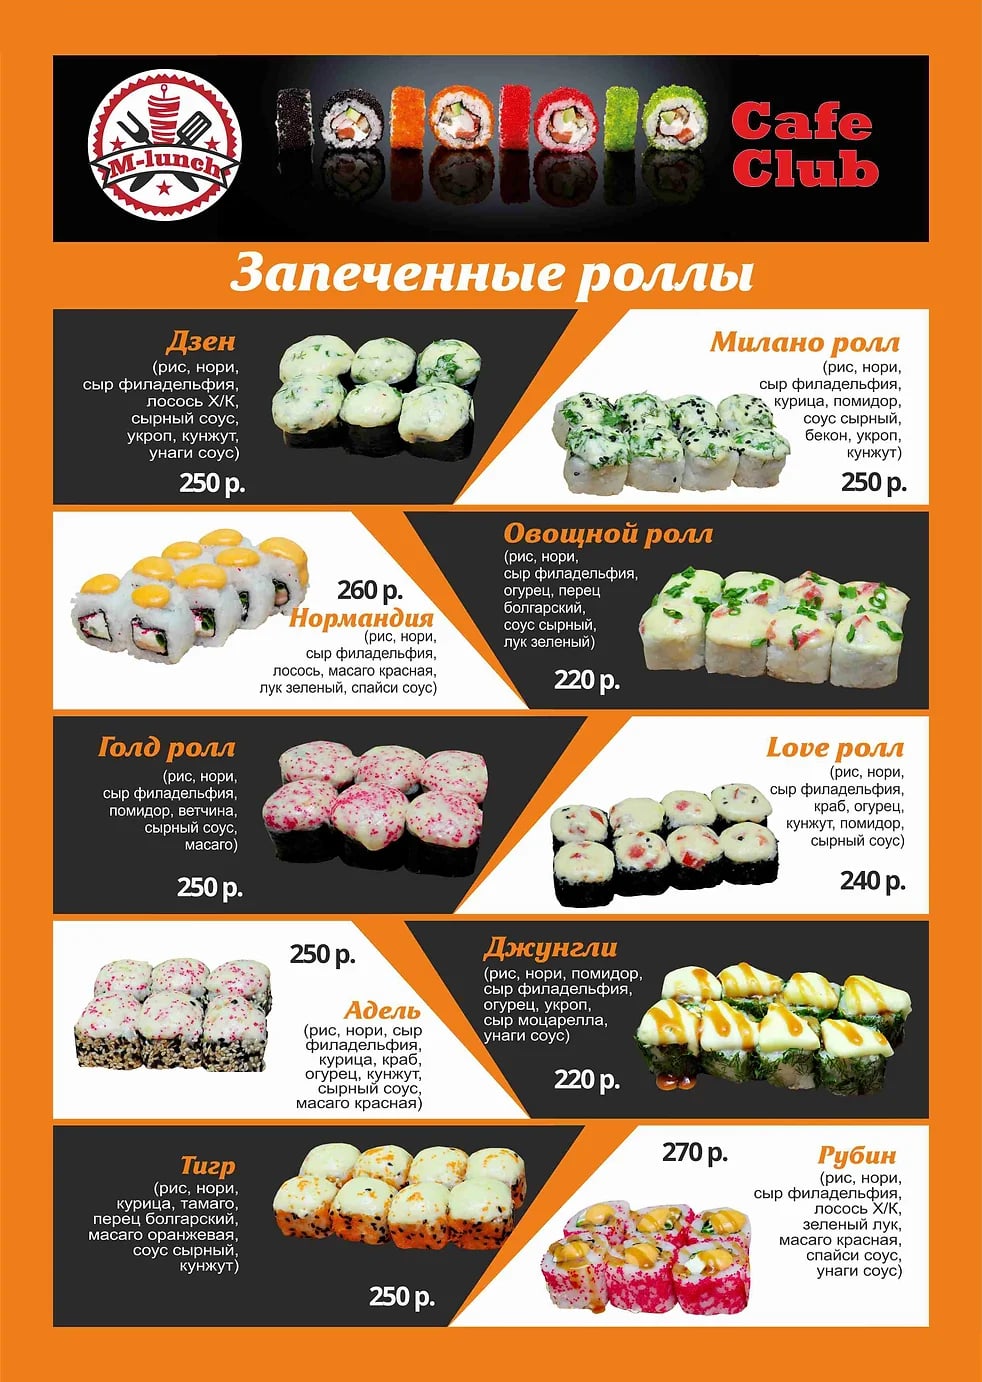 M-lunch
Cafe
Club
Запеченные роллы
Дзен
(рис, нори,
сыр филадельфия,
лосось Х/К,
сырный соус,
укроп, кунжут,
унаги соус)
250 р.
Милано ролл
(рис, нори,
сыр филадельфия,
курица, помидор,
соус сырный,
бекон, укроп,
кунжут)
250 р.
260 р.
Нормандия
(рис, нори,
сыр филадельфия,
лосось, масаго красная,
лук зеленый, спайси соус)
Овощной ролл
(рис, нори,
сыр филадельфия,
огурец, перец
болгарский,
соус сырный,
лук зеленый)
220 р.
Голд ролл
(рис, нори,
сыр филадельфия,
помидор, ветчина,
сырный соус,
масаго)
250 р.
Love ролл
(рис, нори,
сыр филадельфия,
краб, огурец,
кунжут, помидор,
сырный соус)
240 р.
250 р.
Адель
(рис, нори, сыр
филадельфия,
курица, краб,
огурец, кунжут,
сырный соус,
масаго красная)
Джунгли
(рис, нори, помидор,
сыр филадельфия,
огурец, укроп,
сыр моцарелла,
унаги соус)
220 р.
Тигр
(рис, нори,
курица, тамаго,
перец болгарский,
масаго оранжевая,
соус сырный,
кунжут)
250 р.
270 р.
Рубин
(рис, нори,
сыр филадельфия,
лосось Х/К,
зеленый лук,
масаго красная,
спайси соус,
унаги соус)